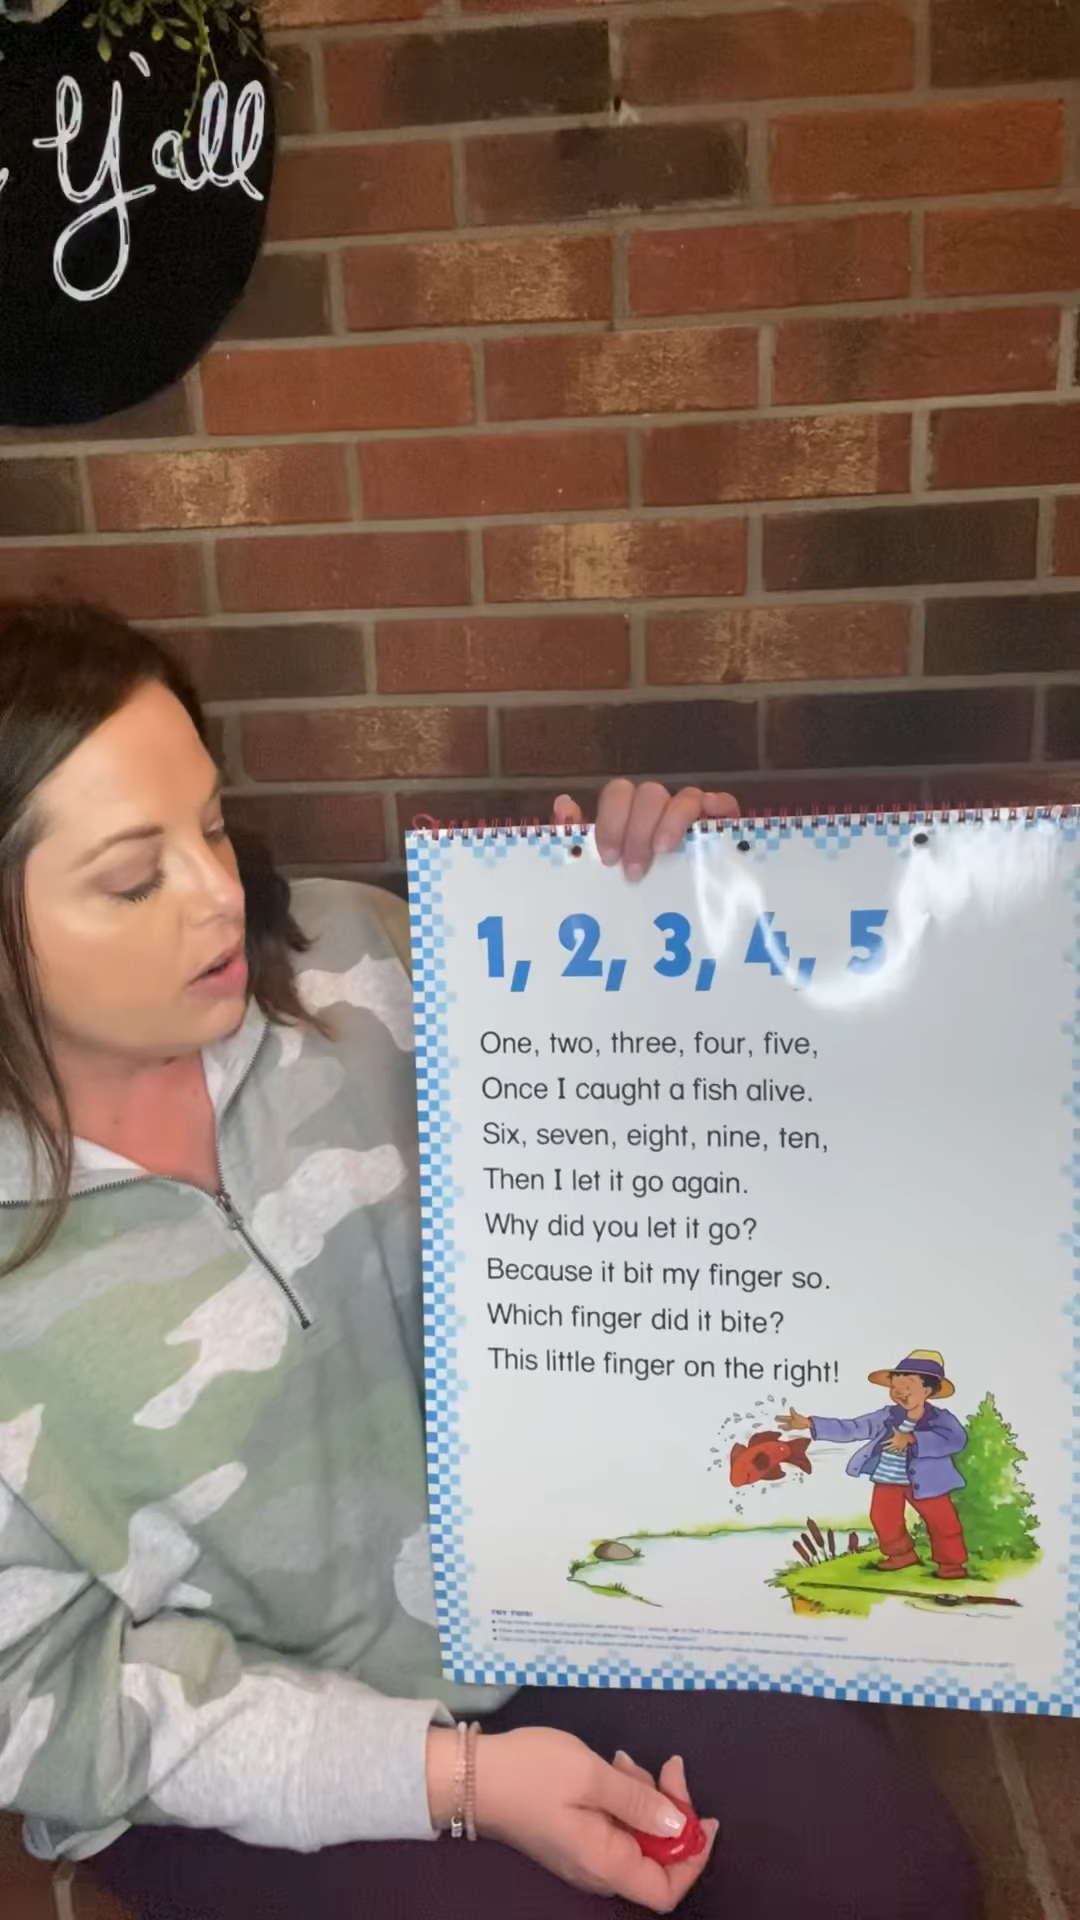 Y'all
1, 2, 3, 4, 5
One, two, three, four, five,
Once I caught a fish alive.
Six, seven, eight, nine, ten,
Then I let it go again.
Why did you let it go?
Because it bit my finger so.
Which finger did it bite?
This little finger on the right!
TRY THIS!